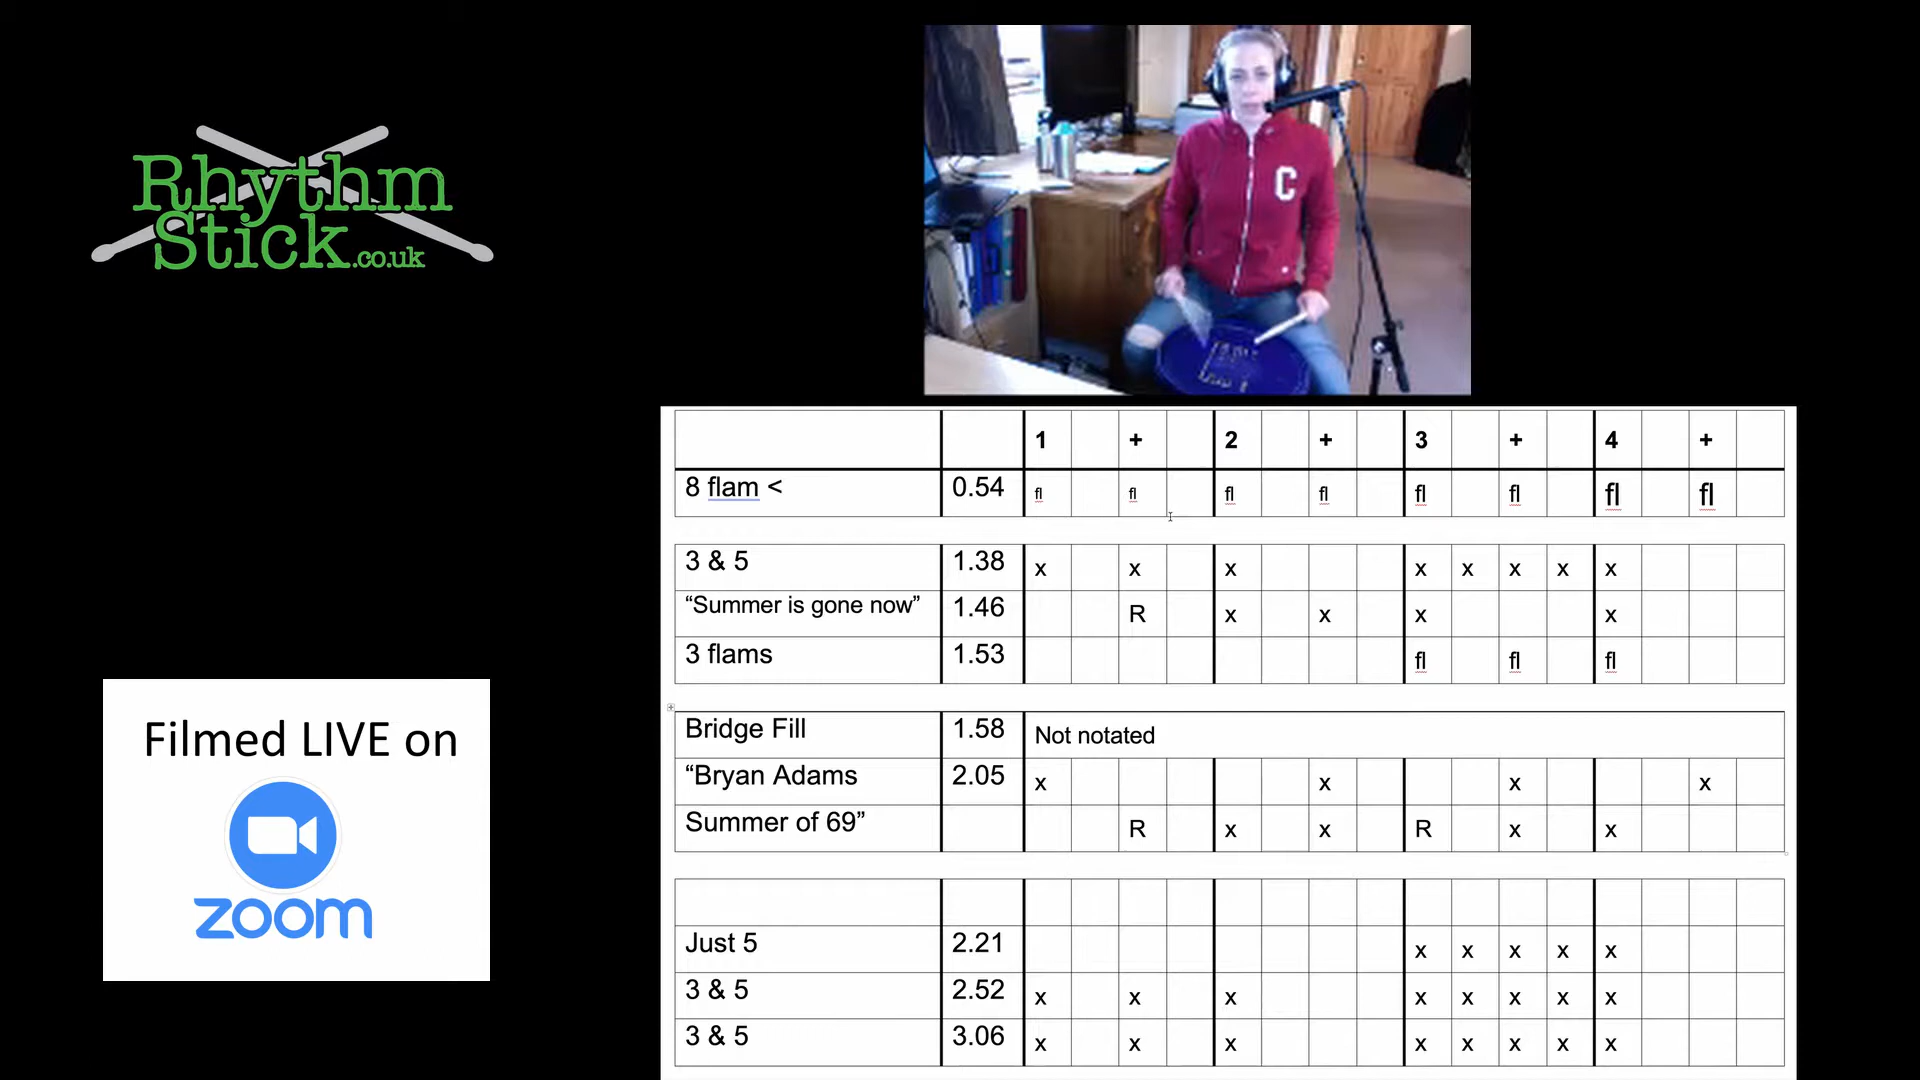 Rhythm
Stick.co.uk
C
Filmed LIVE on
zoom
1 + 2 + 3 + 4 +
8 flam < 0.54 fl fl fl fl fl fl fl fl
3 & 5 1.38 x x x x x x x x
“Summer is gone now” 1.46 R x x x x
3 flams 1.53 fl fl fl
Bridge Fill 1.58 Not notated
“Bryan Adams 2.05 x x x x
Summer of 69” R x x R x x
Just 5 2.21 x x x x x
3 & 5 2.52 x x x x x x x x
3 & 5 3.06 x x x x x x x x